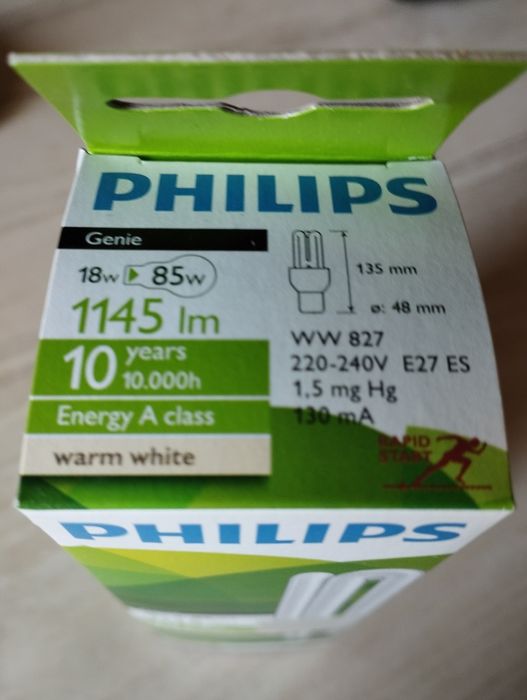 PHILIPS
Genie
18w 85w
1145 lm
10 years
10.000h
Energy A class
warm white
135 mm
ø: 48 mm
WW 827
220-240V E27 ES
1,5 mg Hg
130 mA
RAPID
START
PHILIPS